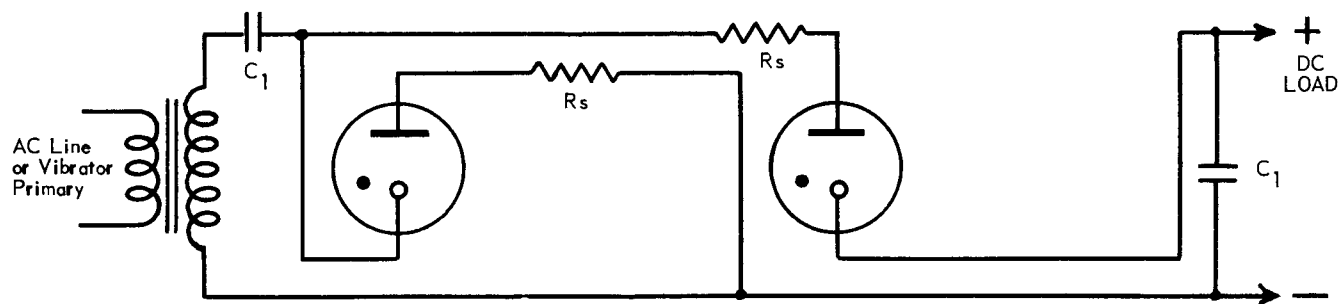 C1
Rs
Rs
+
DC
LOAD
AC Line
or Vibrator
Primary
C1
−